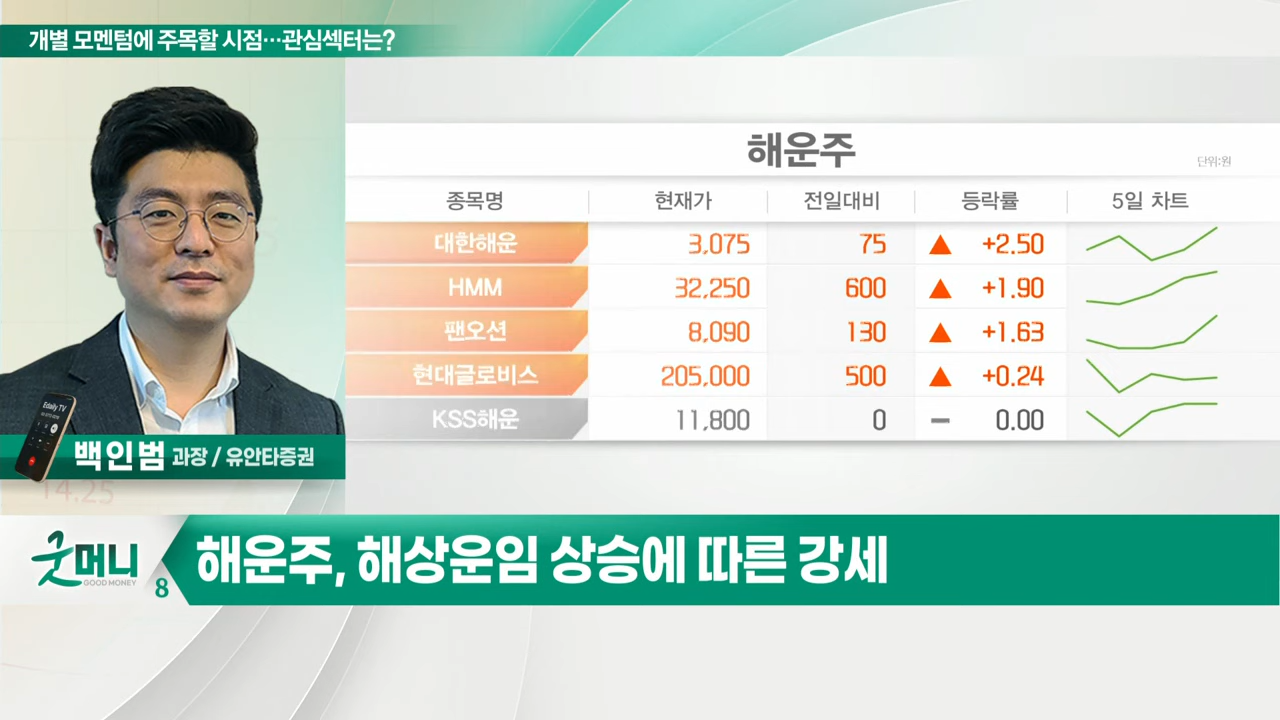 개별 모멘텀에 주목할 시점…관심섹터는?
해운주
단위:원
종목명 현재가 전일대비 등락률 5일 차트
대한해운 3,075 75 ▲ +2.50
HMM 32,250 600 ▲ +1.90
팬오션 8,090 130 ▲ +1.63
현대글로비스 205,000 500 ▲ +0.24
KSS해운 11,800 0 － 0.00
Edaily TV
백인범 과장 / 유안타증권
14.25
굿머니
GOOD MONEY
8
해운주, 해상운임 상승에 따른 강세